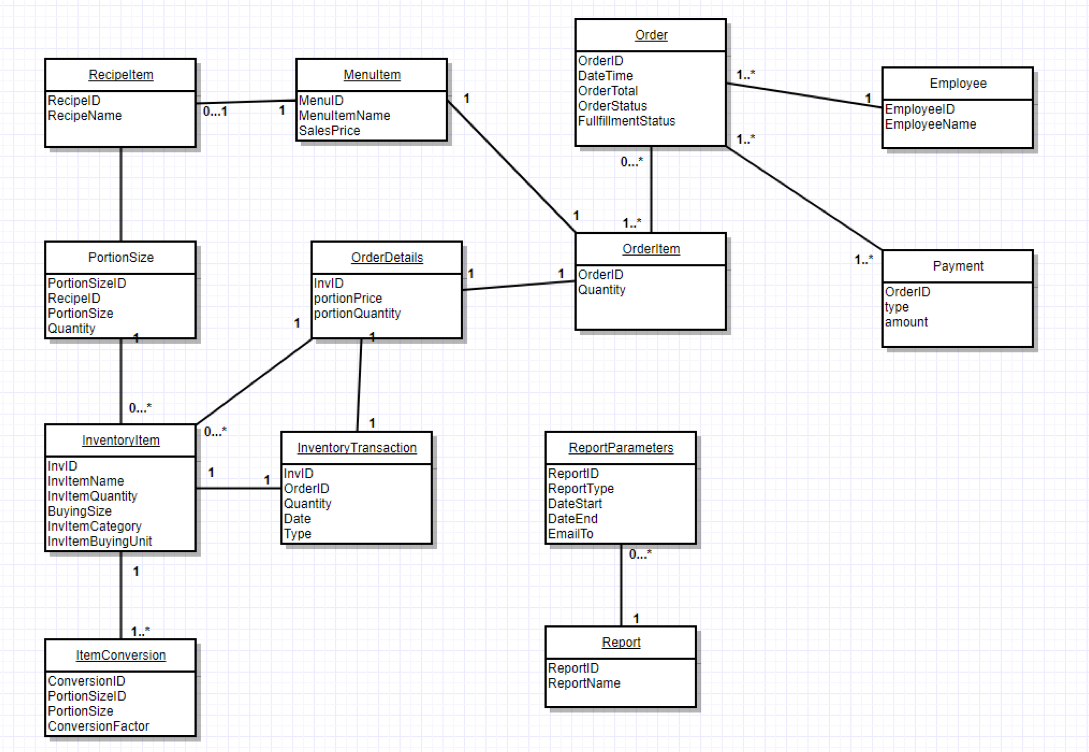 Order
OrderID
DateTime
OrderTotal
OrderStatus
FullfillmentStatus
RecipeItem
RecipeID
RecipeName
MenuItem
MenuID
MenuItemName
SalesPrice
Employee
EmployeeID
EmployeeName
0...1
1
1
1..*
1
1..*
0...*
1
1..*
1..*
PortionSize
PortionSizeID
RecipeID
PortionSize
Quantity
1
OrderDetails
InvID
portionPrice
portionQuantity
1
1
OrderItem
OrderID
Quantity
Payment
OrderID
type
amount
1
1
0...*
0...*
1
InventoryItem
InvID
InvItemName
InvItemQuantity
BuyingSize
InvItemCategory
InvItemBuyingUnit
1
1
InventoryTransaction
InvID
OrderID
Quantity
Date
Type
ReportParameters
ReportID
ReportType
DateStart
DateEnd
EmailTo
0...*
1
1
1..*
ItemConversion
ConversionID
PortionSizeID
PortionSize
ConversionFactor
Report
ReportID
ReportName